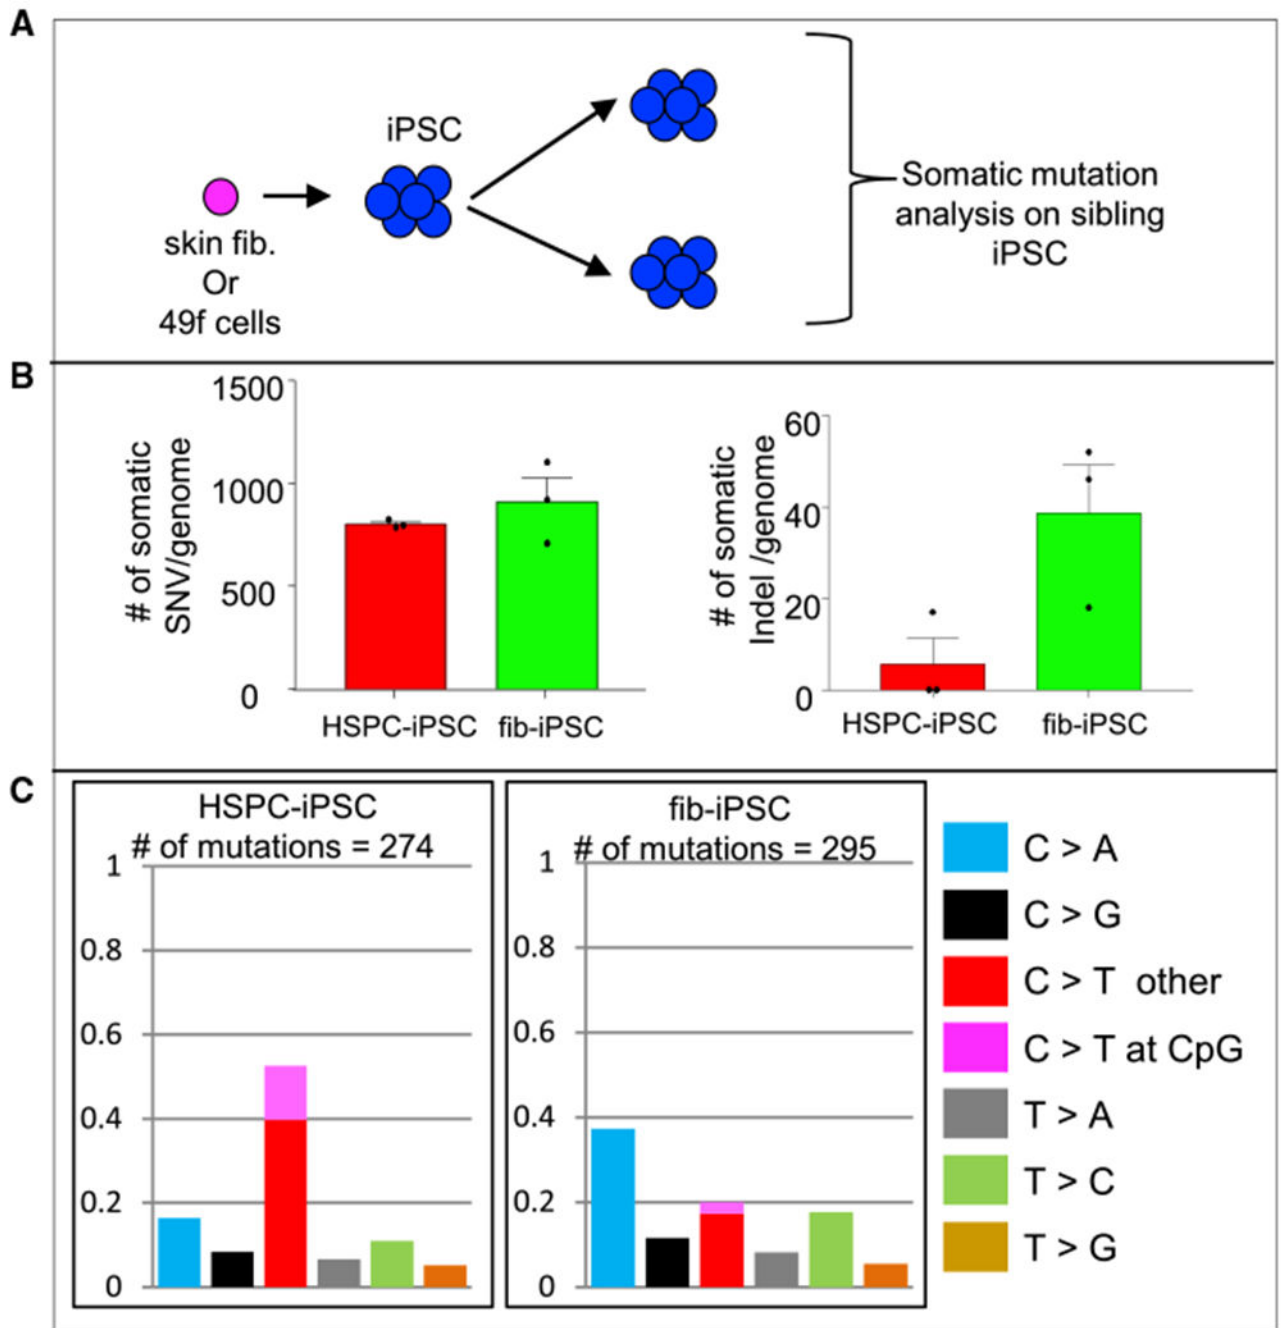 A
iPSC
skin fib.
Or
49f cells
Somatic mutation
analysis on sibling
iPSC
B
# of somatic
SNV/genome
1500
1000
500
0
HSPC-iPSC
fib-iPSC
# of somatic
Indel /genome
60
40
20
0
HSPC-iPSC
fib-iPSC
C
HSPC-iPSC
# of mutations = 274
1
0.8
0.6
0.4
0.2
0
fib-iPSC
# of mutations = 295
1
0.8
0.6
0.4
0.2
0
C > A
C > G
C > T other
C > T at CpG
T > A
T > C
T > G